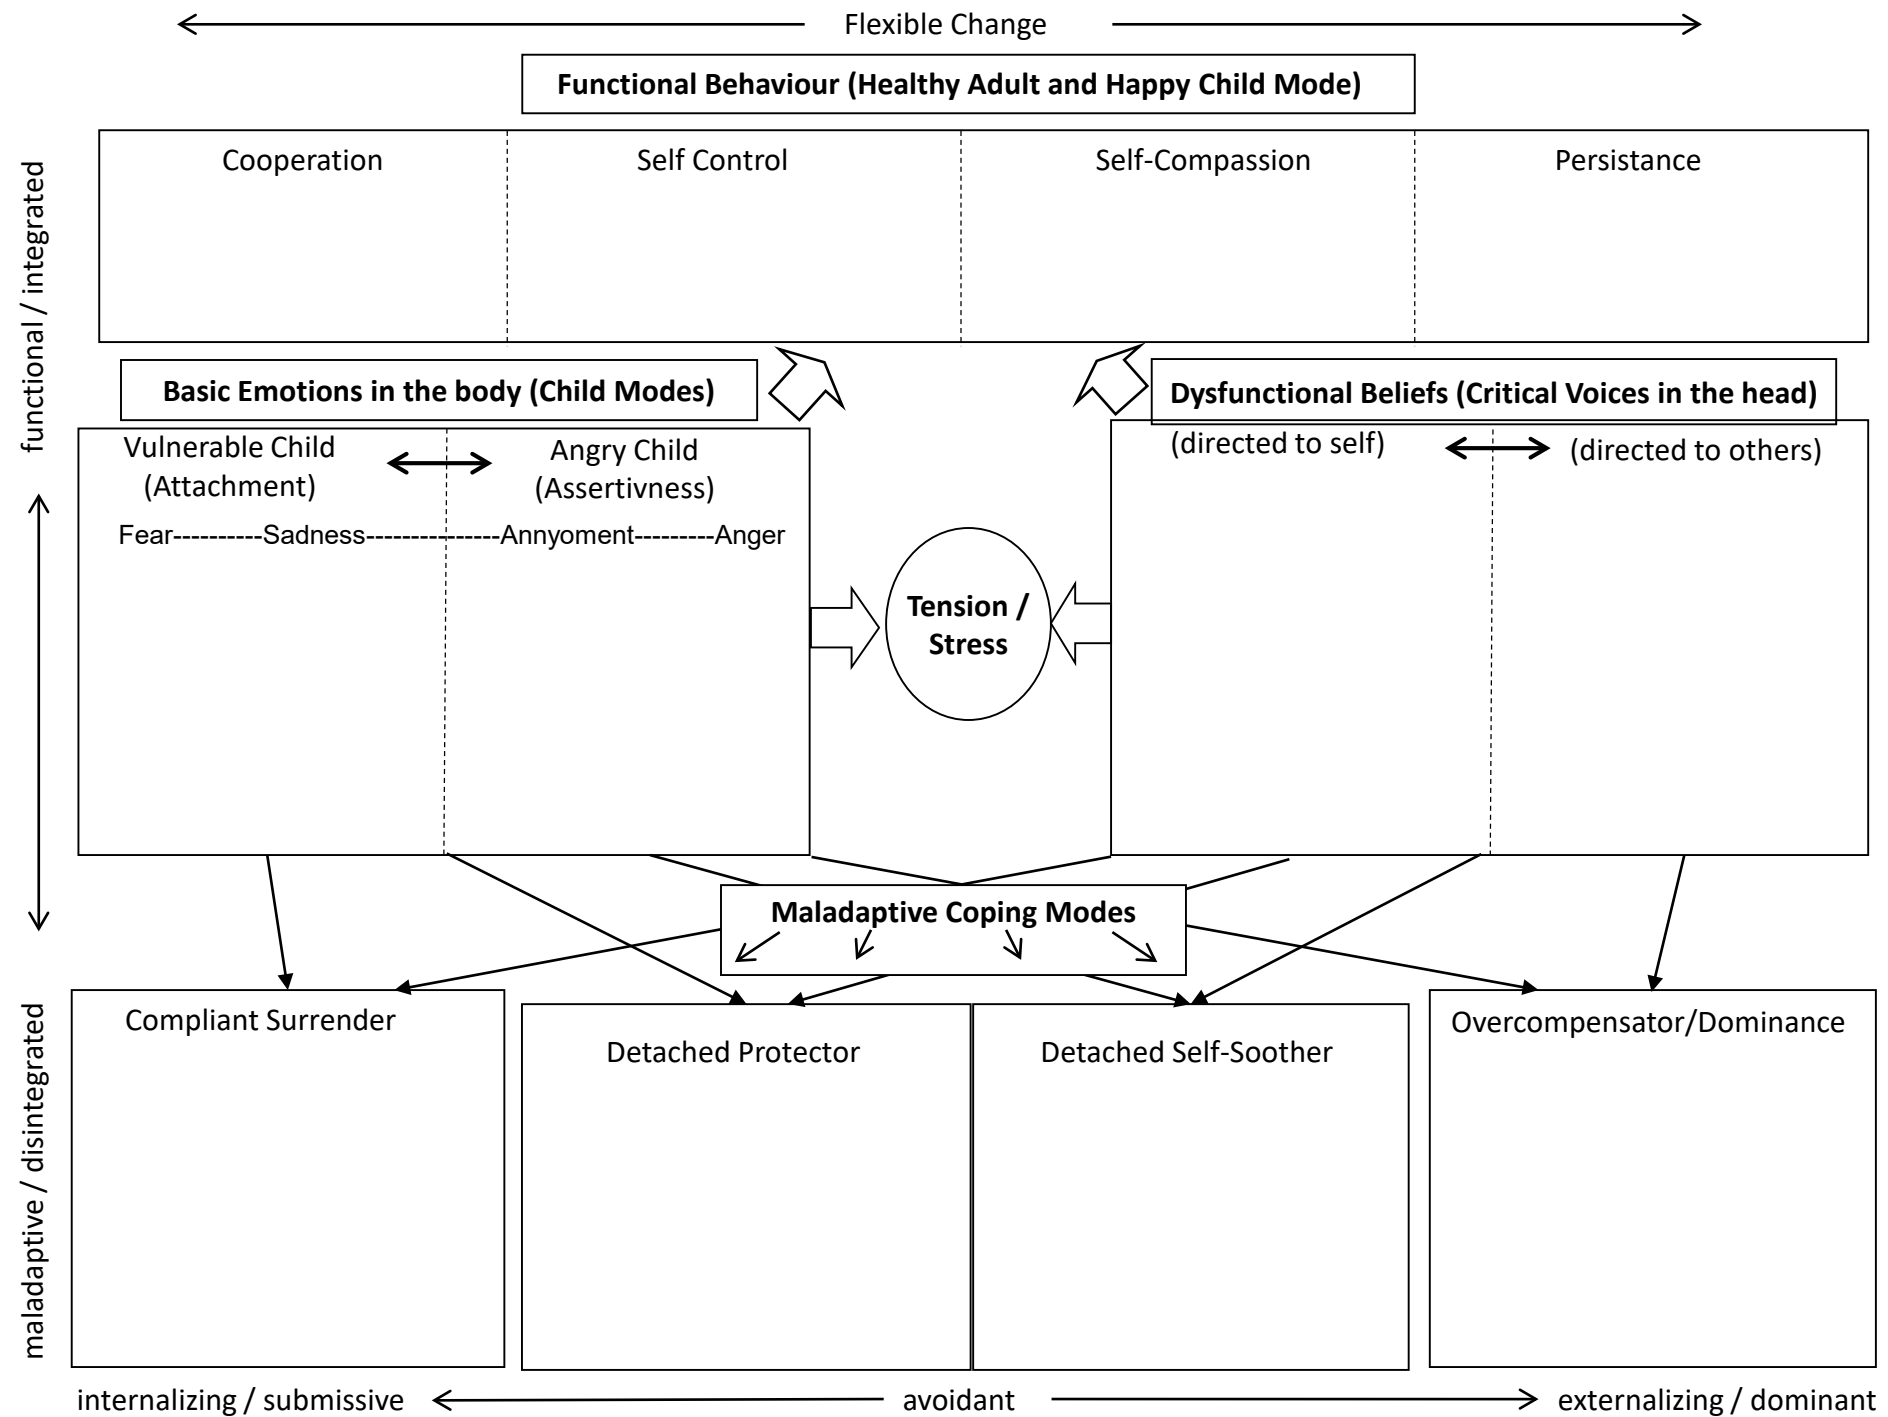 Flexible Change
Functional Behaviour (Healthy Adult and Happy Child Mode)
functional / integrated
Cooperation
Self Control
Self-Compassion
Persistance
Basic Emotions in the body (Child Modes)
Dysfunctional Beliefs (Critical Voices in the head)
Vulnerable Child
(Attachment)
Angry Child
(Assertivness)
(directed to self)
(directed to others)
Fear----------Sadness---------------Annyoment---------Anger
Tension /
Stress
Maladaptive Coping Modes
maladaptive / disintegrated
Compliant Surrender
Detached Protector
Detached Self-Soother
Overcompensator/Dominance
internalizing / submissive
avoidant
externalizing / dominant